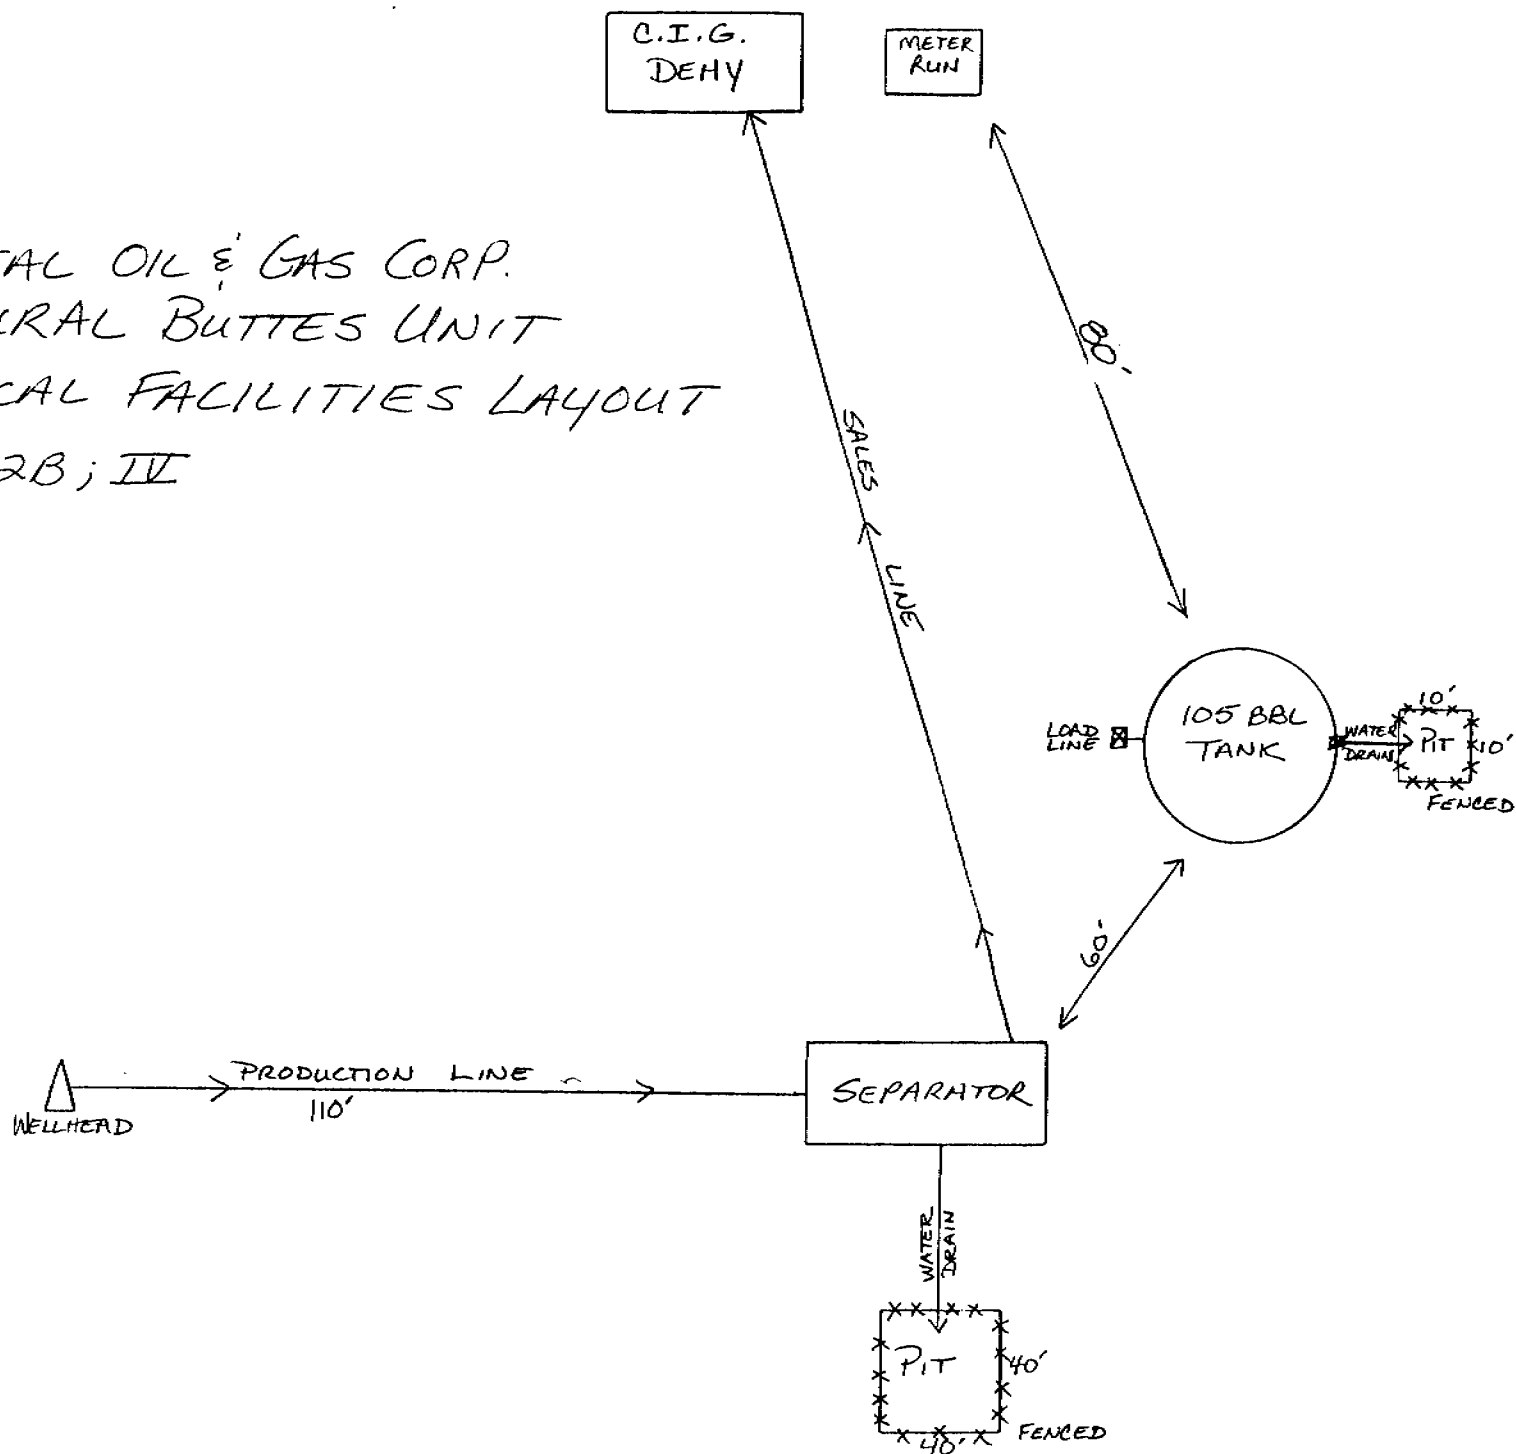 C.I.G.
DEHY
METER
RUN
TAL OIL & GAS CORP.
URAL BUTTES UNIT
CAL FACILITIES LAYOUT
2B; IV
80'
SALES LINE
105 BBL
TANK
LOAD
LINE
WATER
DRAIN
10'
PIT
10'
FENCED
60'
PRODUCTION LINE
110'
WELLHEAD
SEPARATOR
WATER
DRAIN
PIT
40'
40'
FENCED